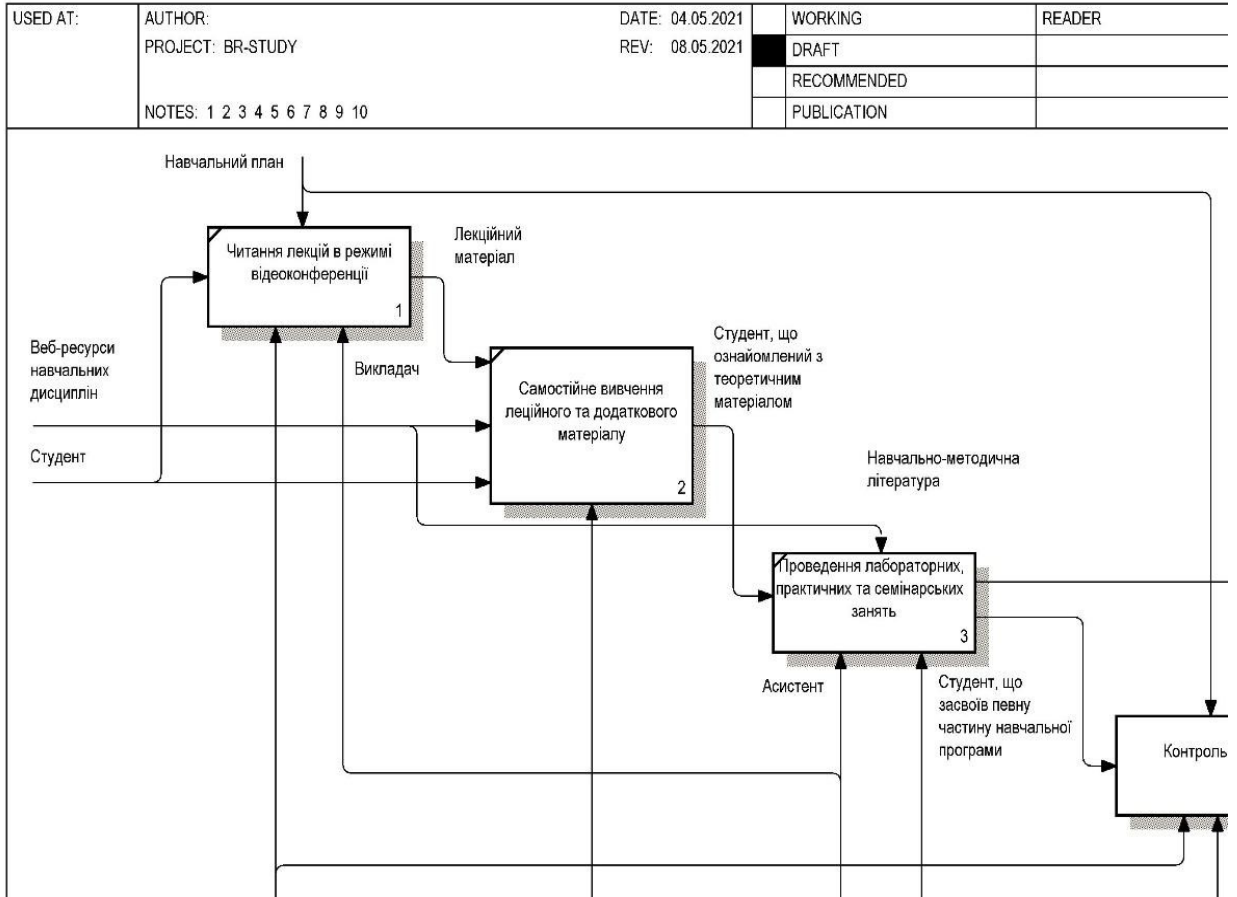 USED AT:
AUTHOR:
DATE: 04.05.2021
WORKING
READER
PROJECT: BR-STUDY
REV: 08.05.2021
DRAFT
RECOMMENDED
NOTES: 1 2 3 4 5 6 7 8 9 10
PUBLICATION
Навчальний план
Читання лекцій в режимі
відеоконференції
1
Лекційний
матеріал
Веб-ресурси
навчальних
дисциплін
Викладач
Студент, що
ознайомлений з
теоретичним
матеріалом
Самостійне вивчення
леційного та додаткового
матеріалу
2
Студент
Навчально-методична
література
Проведення лабораторних,
практичних та семінарських
занять
3
Асистент
Студент, що
засвоїв певну
частину навчальної
програми
Контроль